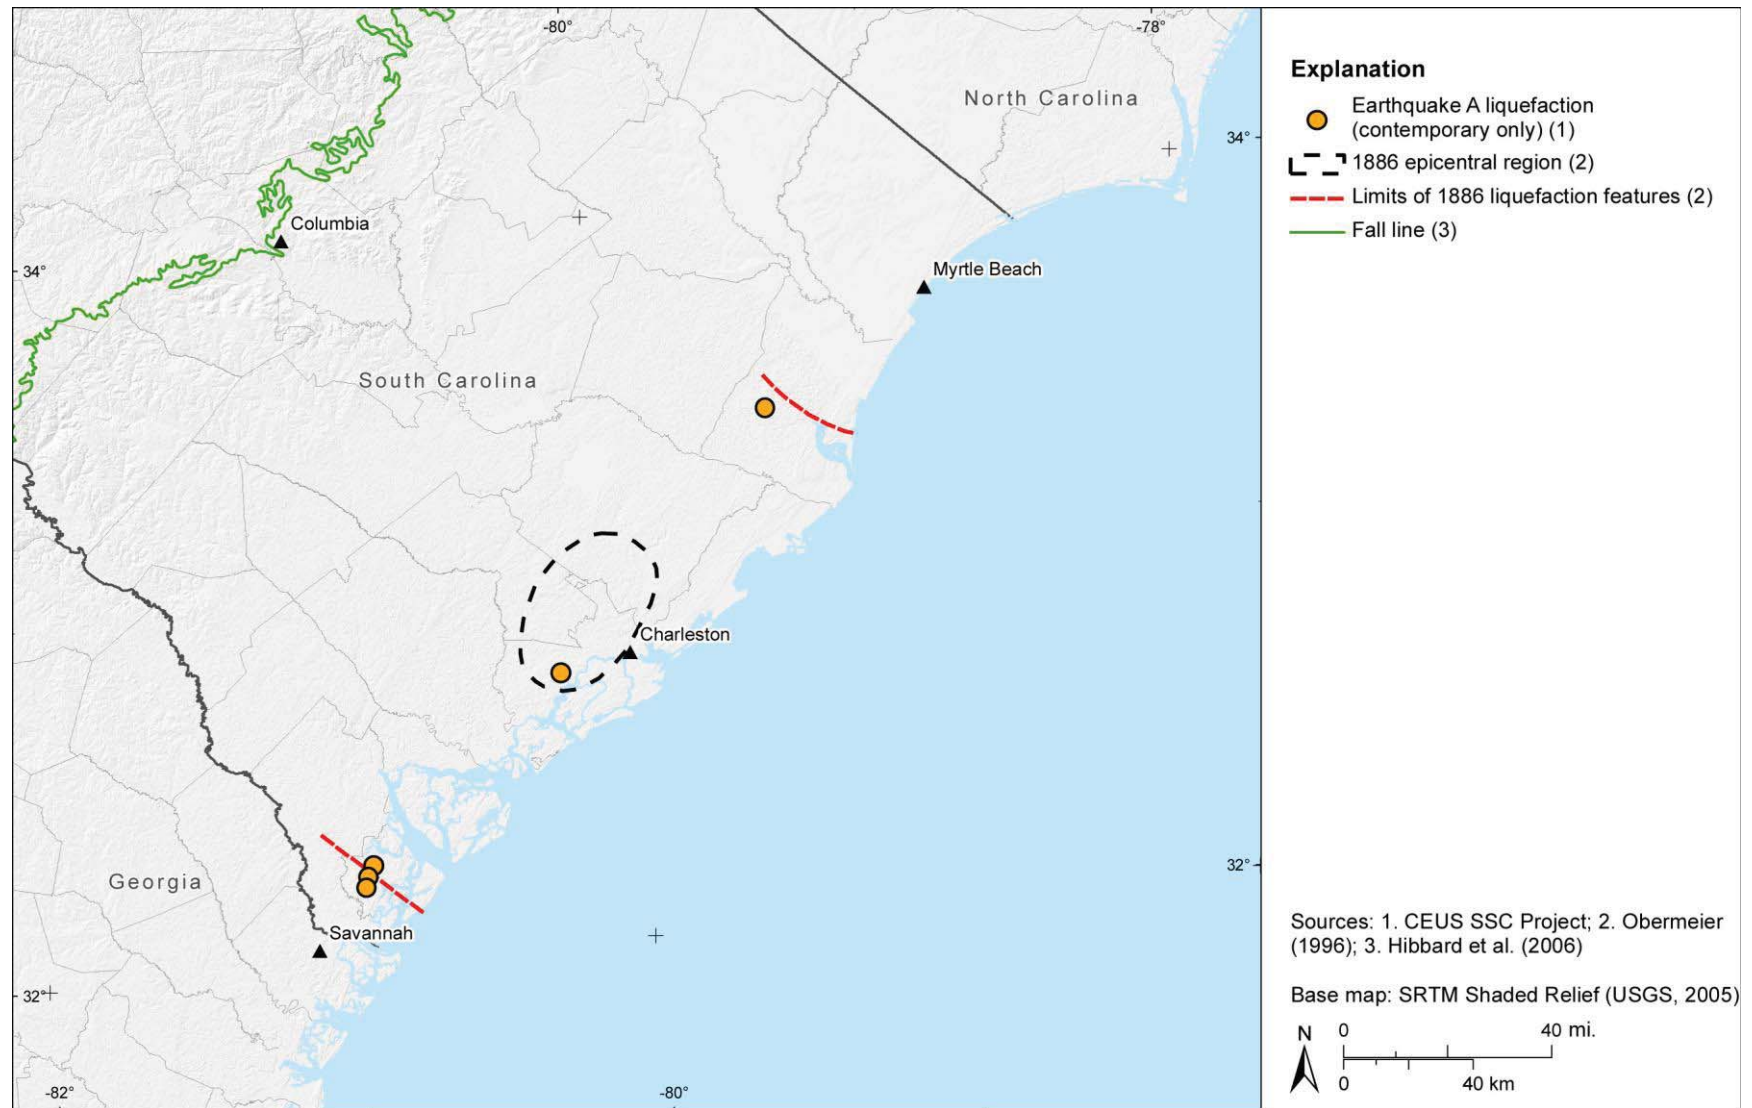 -80°
-78°
North Carolina
34°
Columbia
34°
Myrtle Beach
South Carolina
Charleston
32°
Georgia
Savannah
32°
-82°
-80°
Explanation
Earthquake A liquefaction
(contemporary only) (1)
1886 epicentral region (2)
Limits of 1886 liquefaction features (2)
Fall line (3)
Sources: 1. CEUS SSC Project; 2. Obermeier
(1996); 3. Hibbard et al. (2006)
Base map: SRTM Shaded Relief (USGS, 2005)
N
0 40 mi.
0 40 km